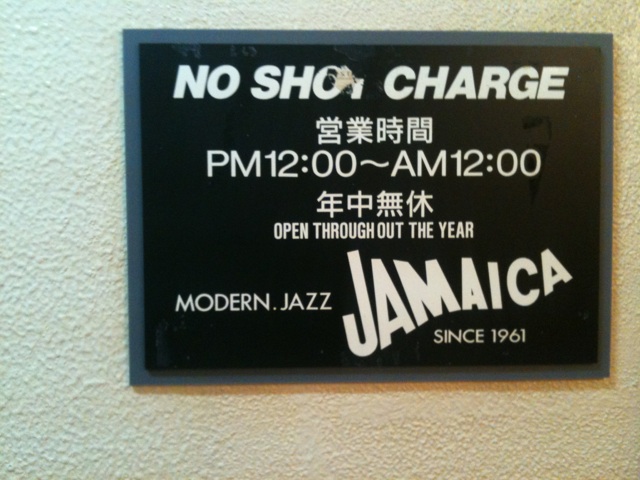 NO SHOT CHARGE
営業時間
PM12:00～AM12:00
年中無休
OPEN THROUGH OUT THE YEAR
MODERN.JAZZ JAMAICA
SINCE 1961